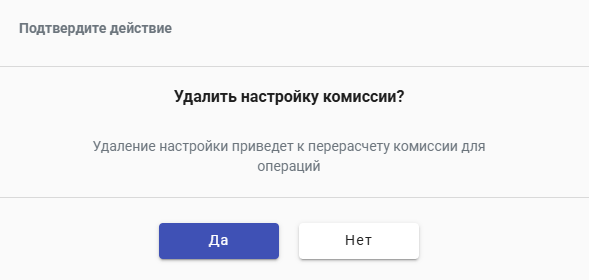 Подтвердите действие
Удалить настройку комиссии?
Удаление настройки приведет к перерасчету комиссии для
операций
Да
Нет